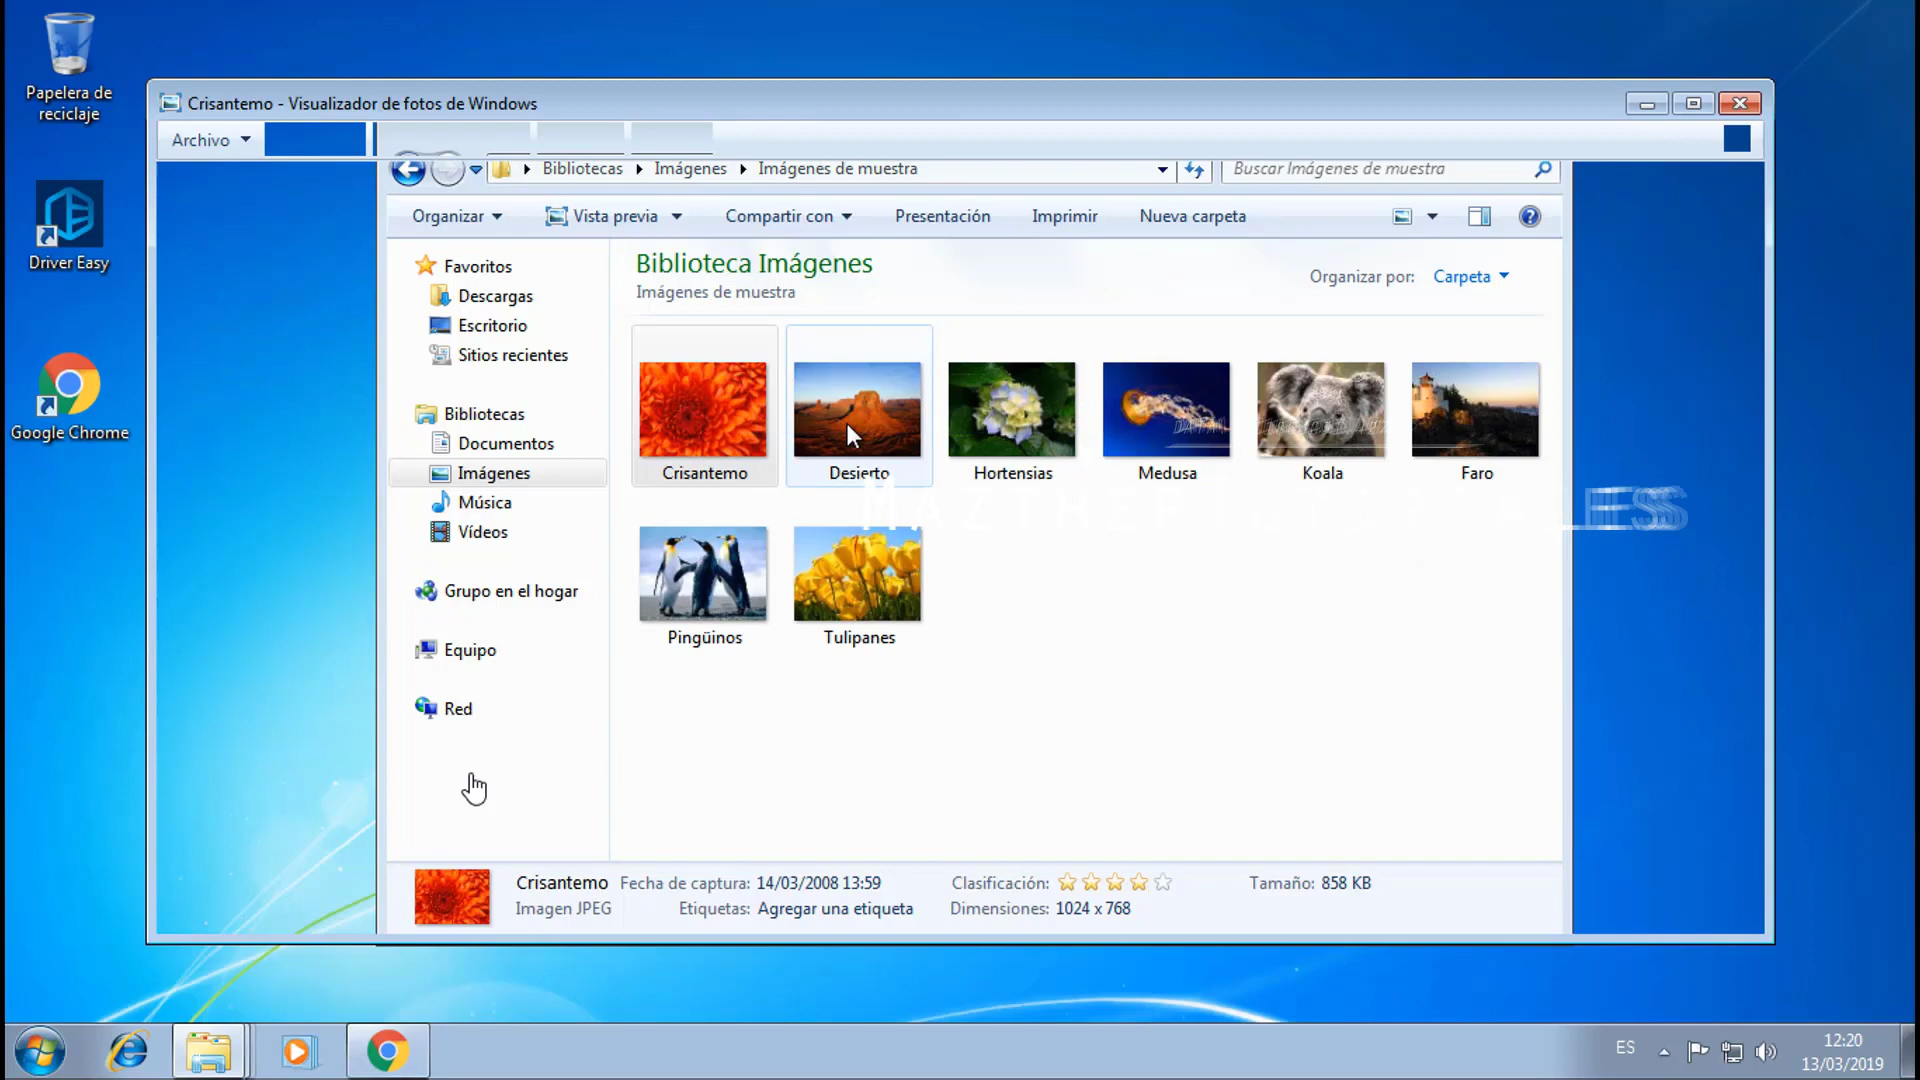 Papelera de
reciclaje
Driver Easy
Google Chrome
Crisantemo - Visualizador de fotos de Windows
Archivo
Bibliotecas Imágenes Imágenes de muestra
Buscar Imágenes de muestra
Organizar Vista previa Compartir con Presentación Imprimir Nueva carpeta
Favoritos
Descargas
Escritorio
Sitios recientes
Bibliotecas
Documentos
Imágenes
Música
Vídeos
Grupo en el hogar
Equipo
Red
Biblioteca Imágenes
Imágenes de muestra
Organizar por: Carpeta
Crisantemo
Desierto
Hortensias
Medusa
Koala
Faro
Pingüinos
Tulipanes
Crisantemo Fecha de captura: 14/03/2008 13:59 Clasificación: Tamaño: 858 KB
Imagen JPEG Etiquetas: Agregar una etiqueta Dimensiones: 1024 x 768
ES
12:20
13/03/2019